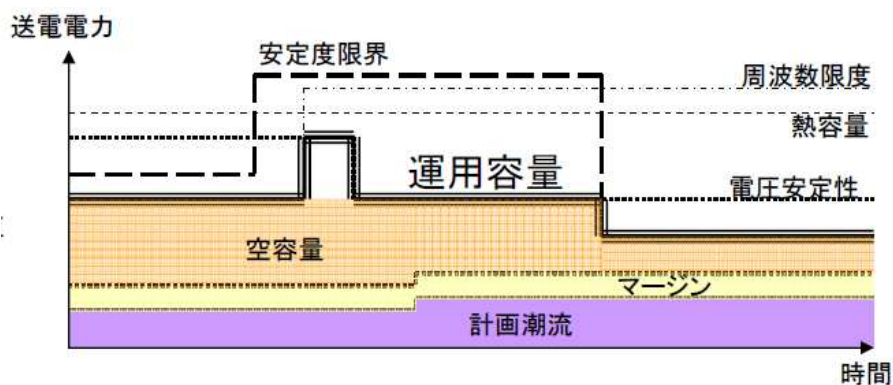 送電電力
安定度限界
周波数限度
熱容量
運用容量
電圧安定性
空容量
マージン
計画潮流
時間